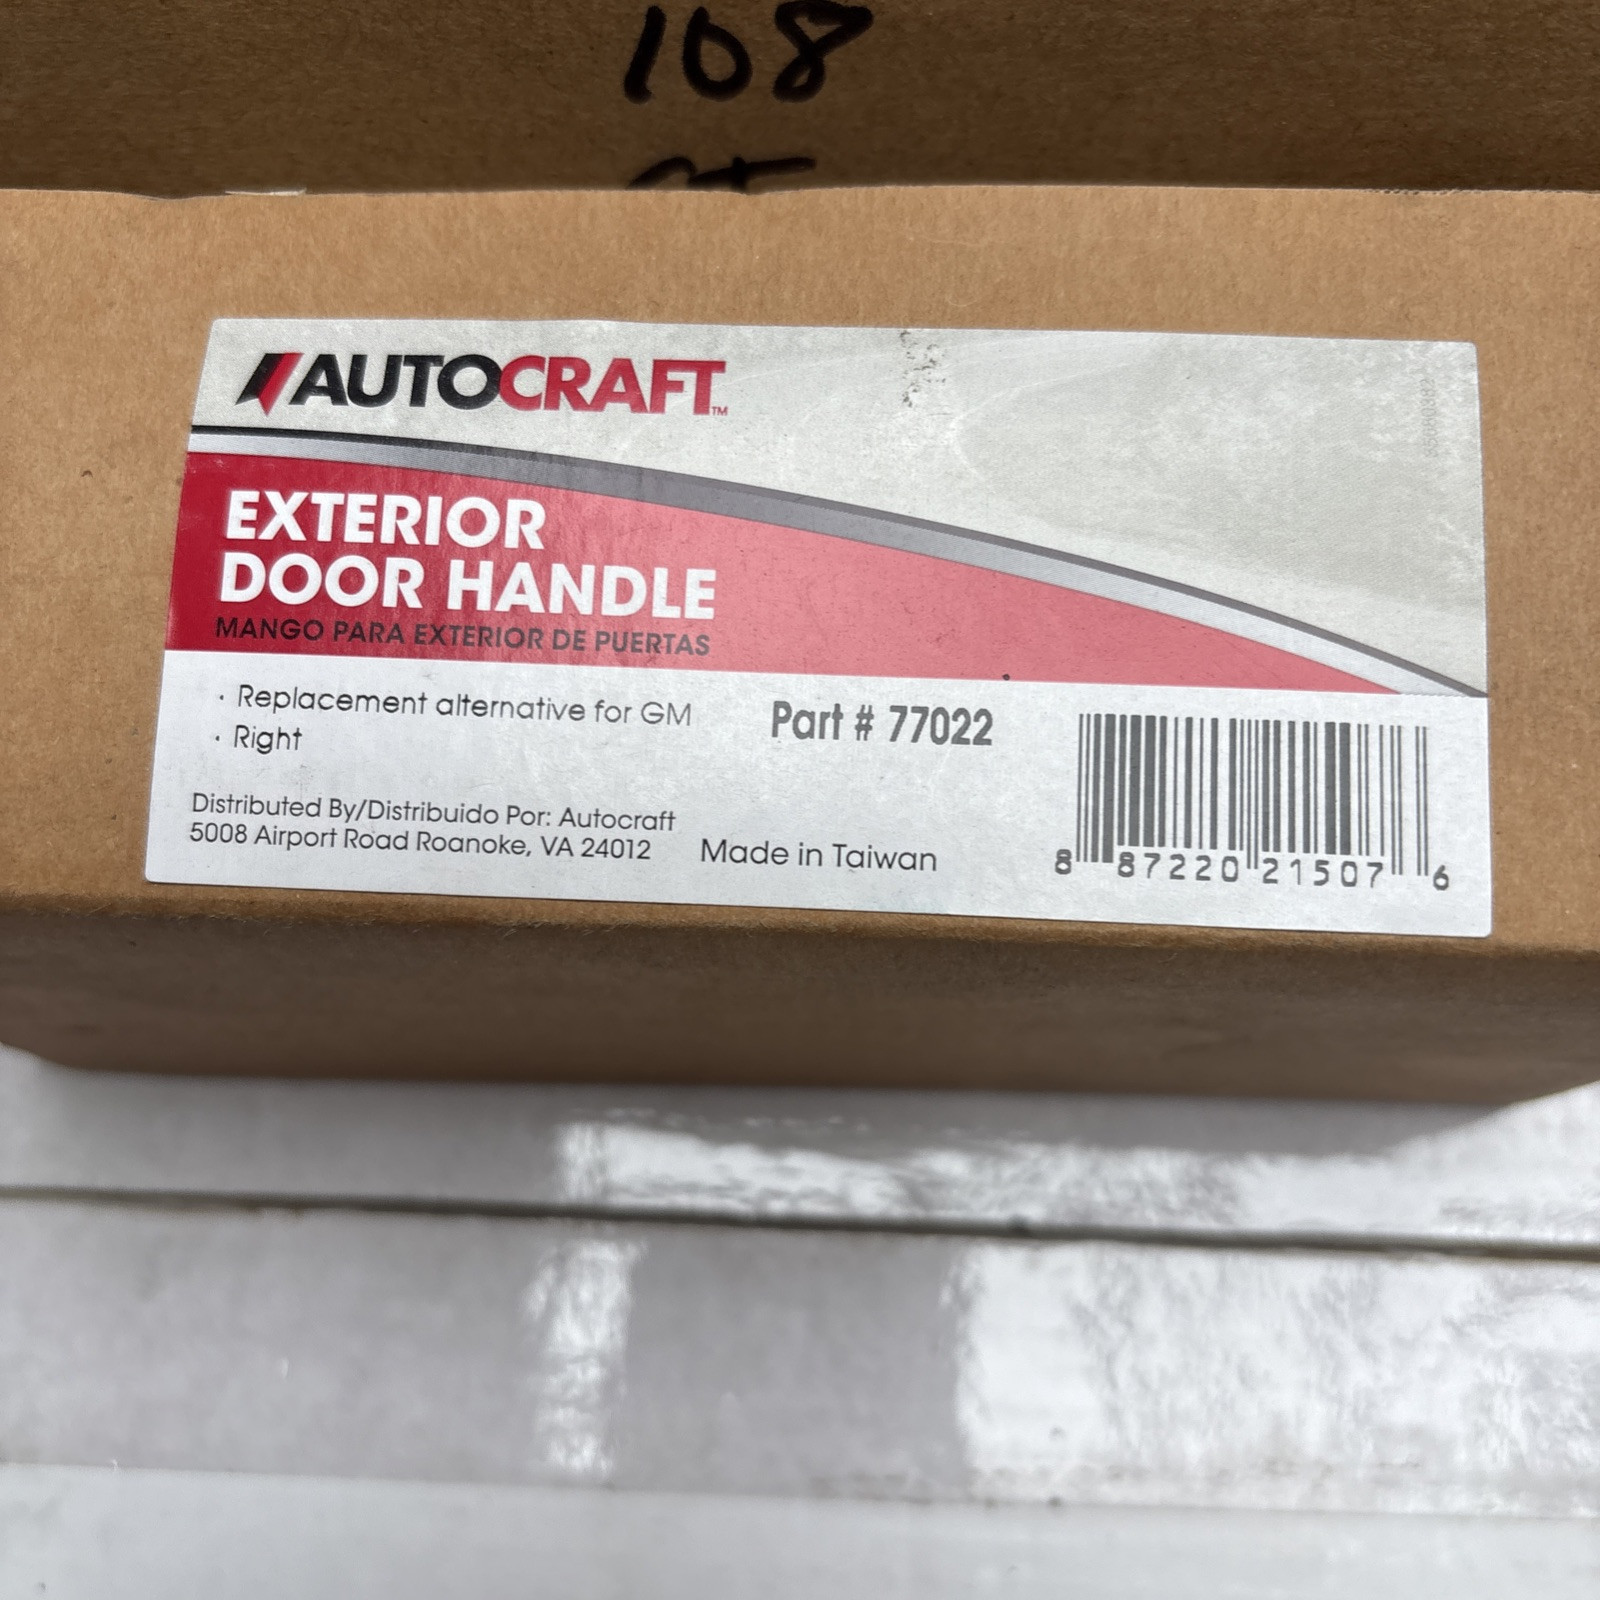 108
AUTOCRAFT™
EXTERIOR
DOOR HANDLE
MANGO PARA EXTERIOR DE PUERTAS
· Replacement alternative for GM
· Right
Part # 77022
Distributed By/Distribuido Por: Autocraft
5008 Airport Road Roanoke, VA 24012
Made in Taiwan
8 87220 21507 6